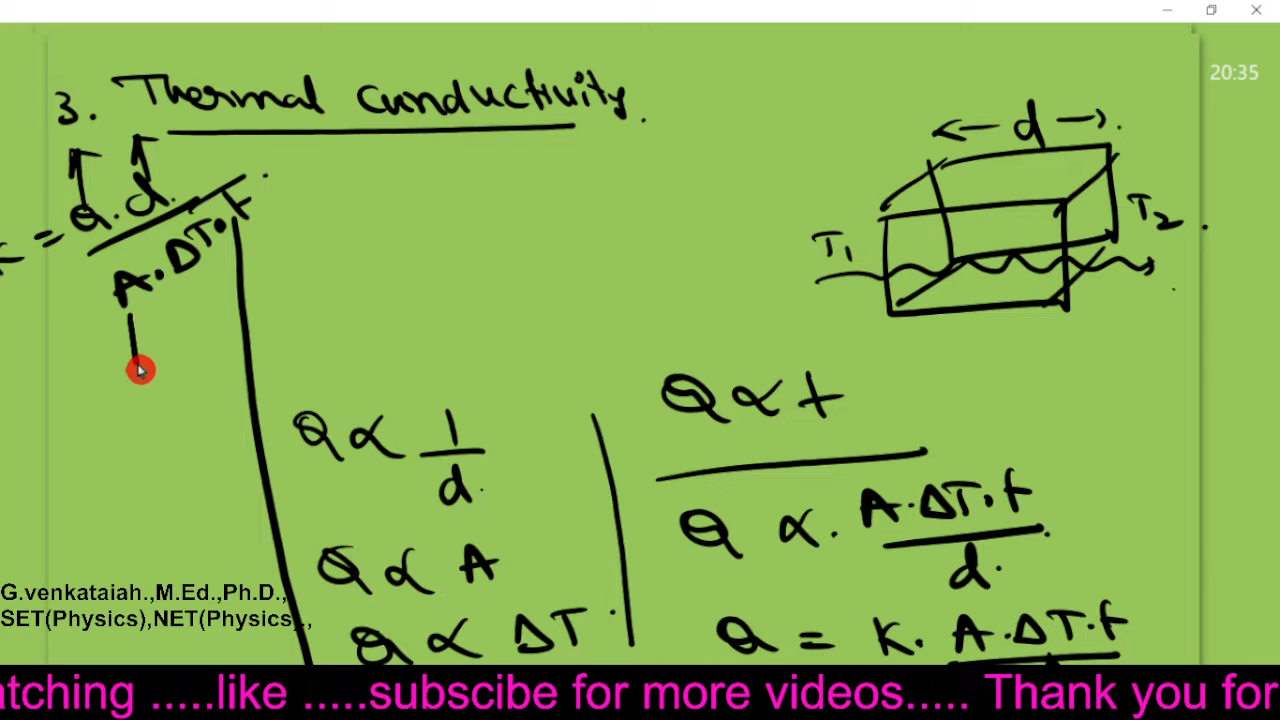 20:35
3. Thermal conductivity.
= Q.d / A.ΔT.t
← d →
T1
T2
Q ∝ 1/d
Q ∝ A
Q ∝ ΔT
Q ∝ t
Q ∝ A.ΔT.t / d
Q = K. A.ΔT.t
G.venkataiah.,M.Ed.,Ph.D.,
SET(Physics),NET(Physics).,
atching .....like .....subscibe for more videos..... Thank you for